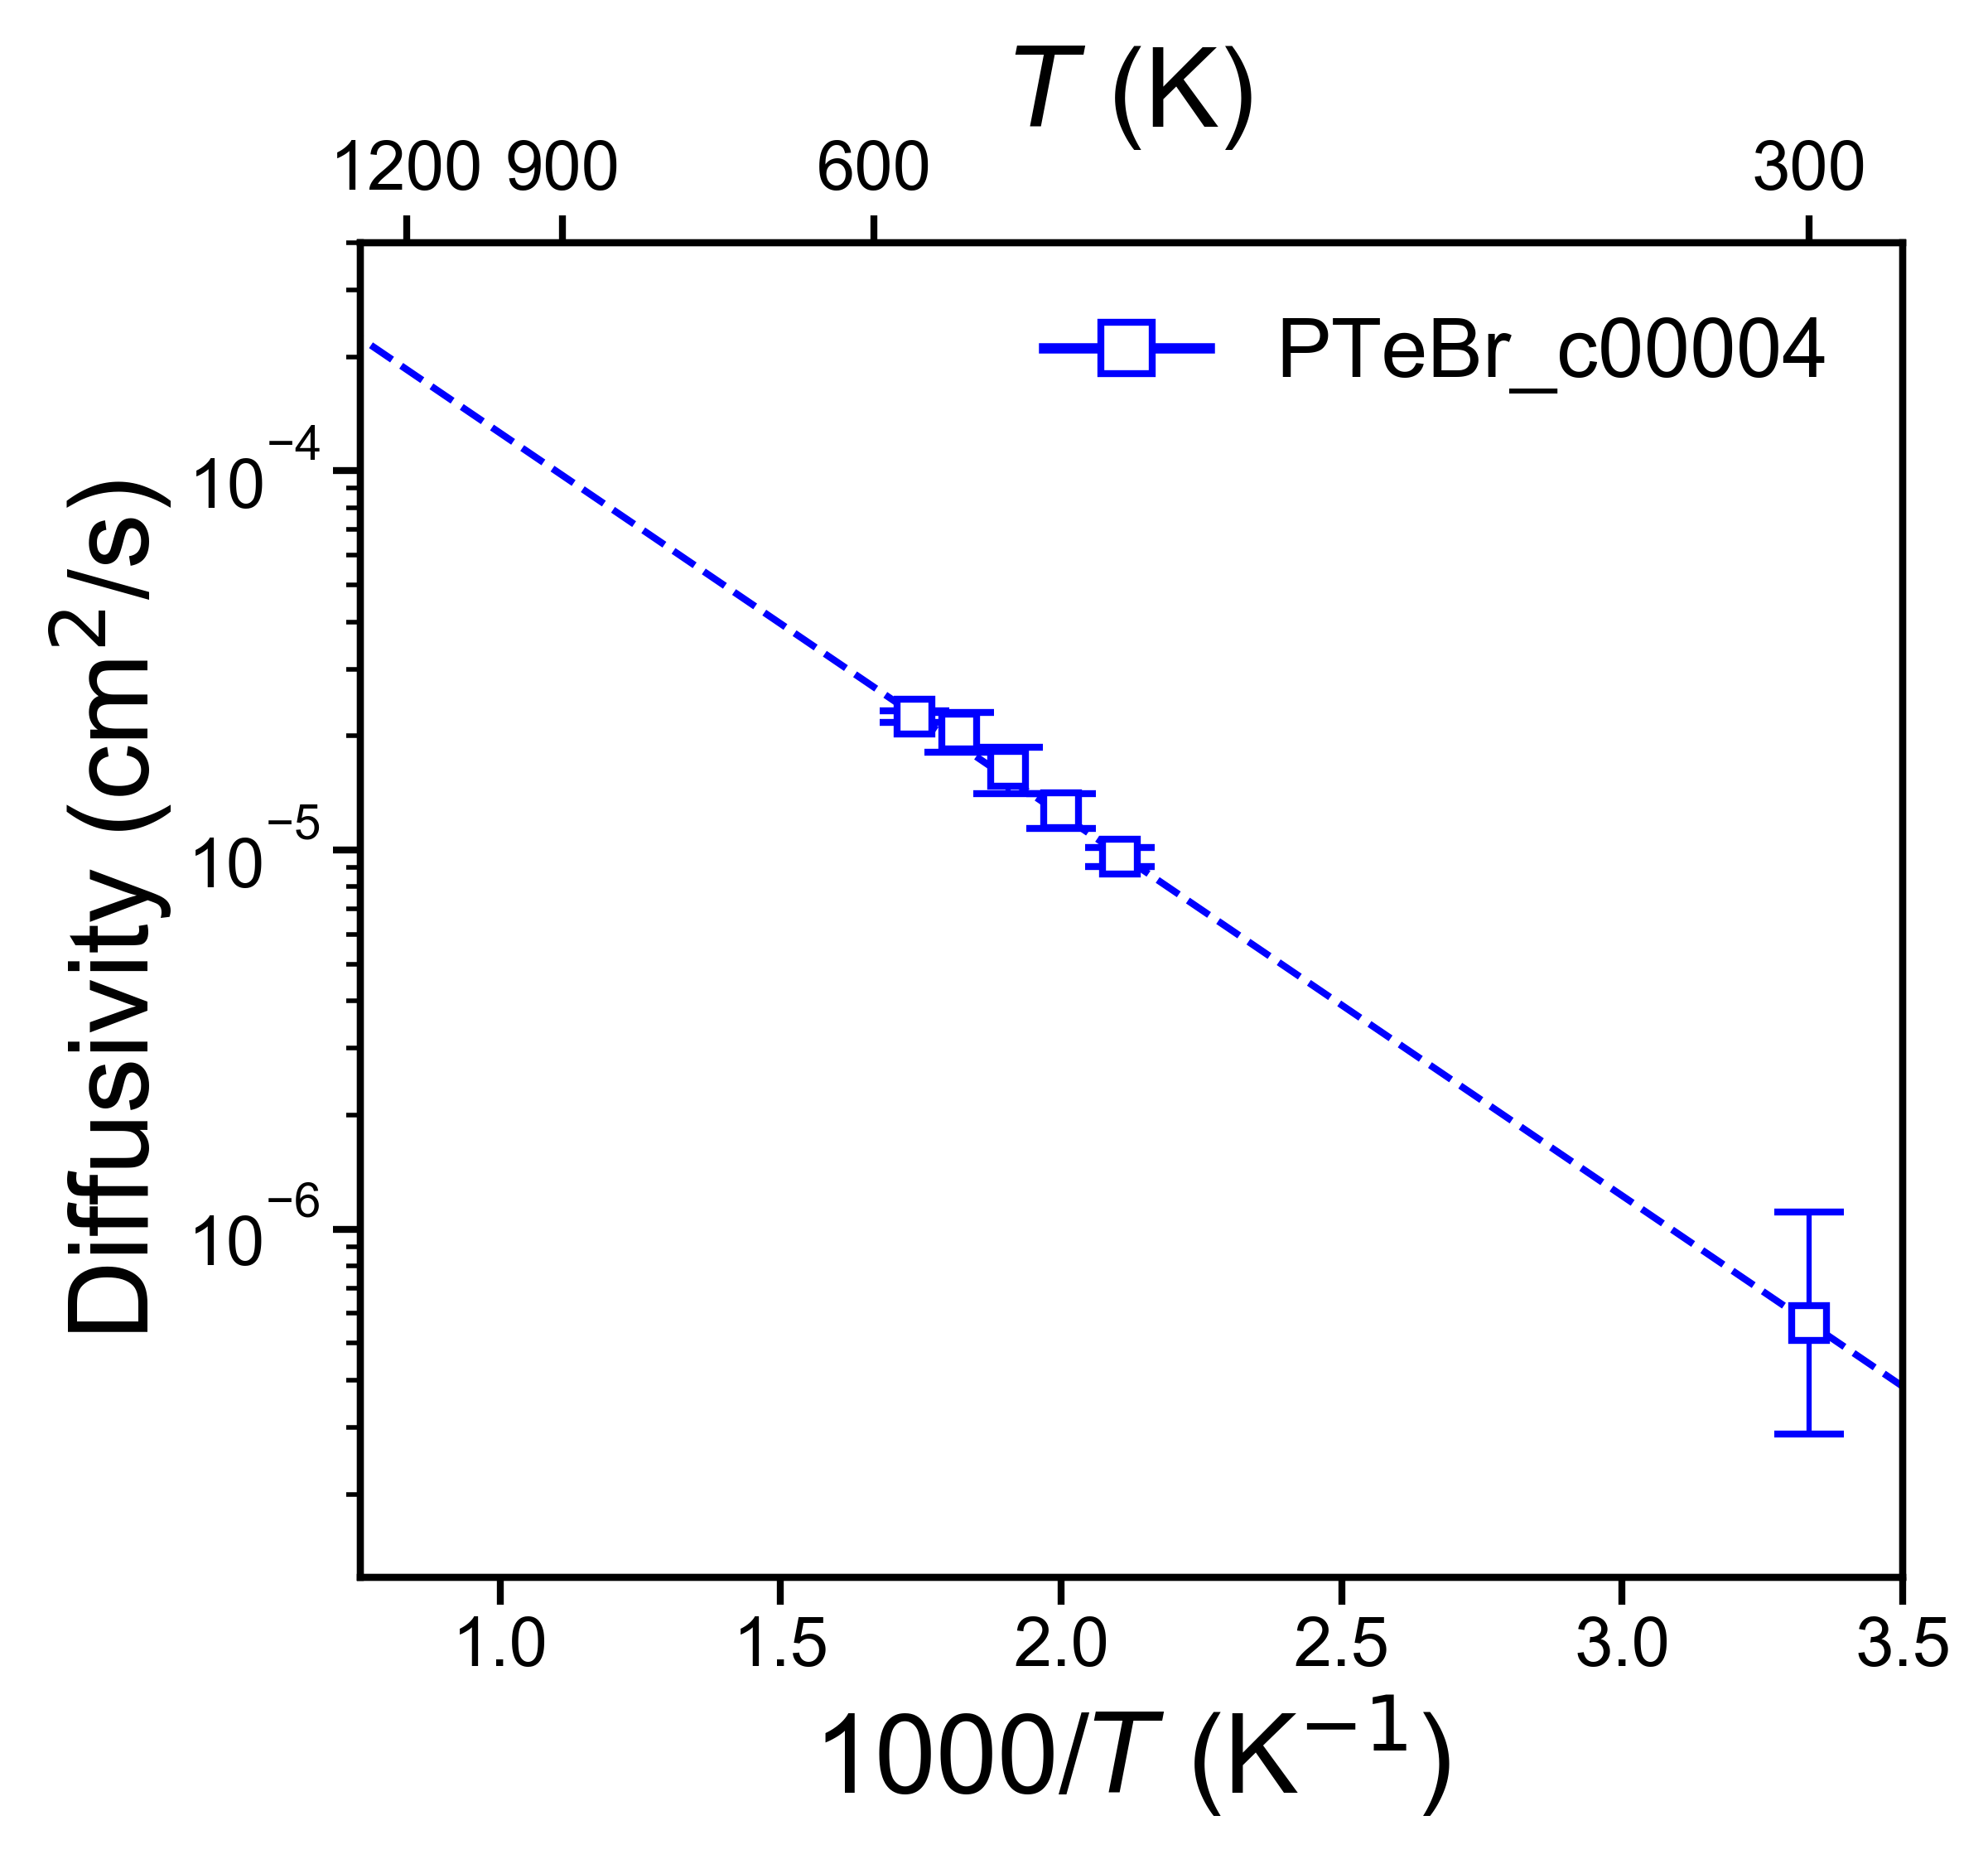 T (K)
1200 900 600 300
PTeBr_c00004
Diffusivity (cm²/s)
10⁻⁴
10⁻⁵
10⁻⁶
1.0 1.5 2.0 2.5 3.0 3.5
1000/T (K⁻¹)